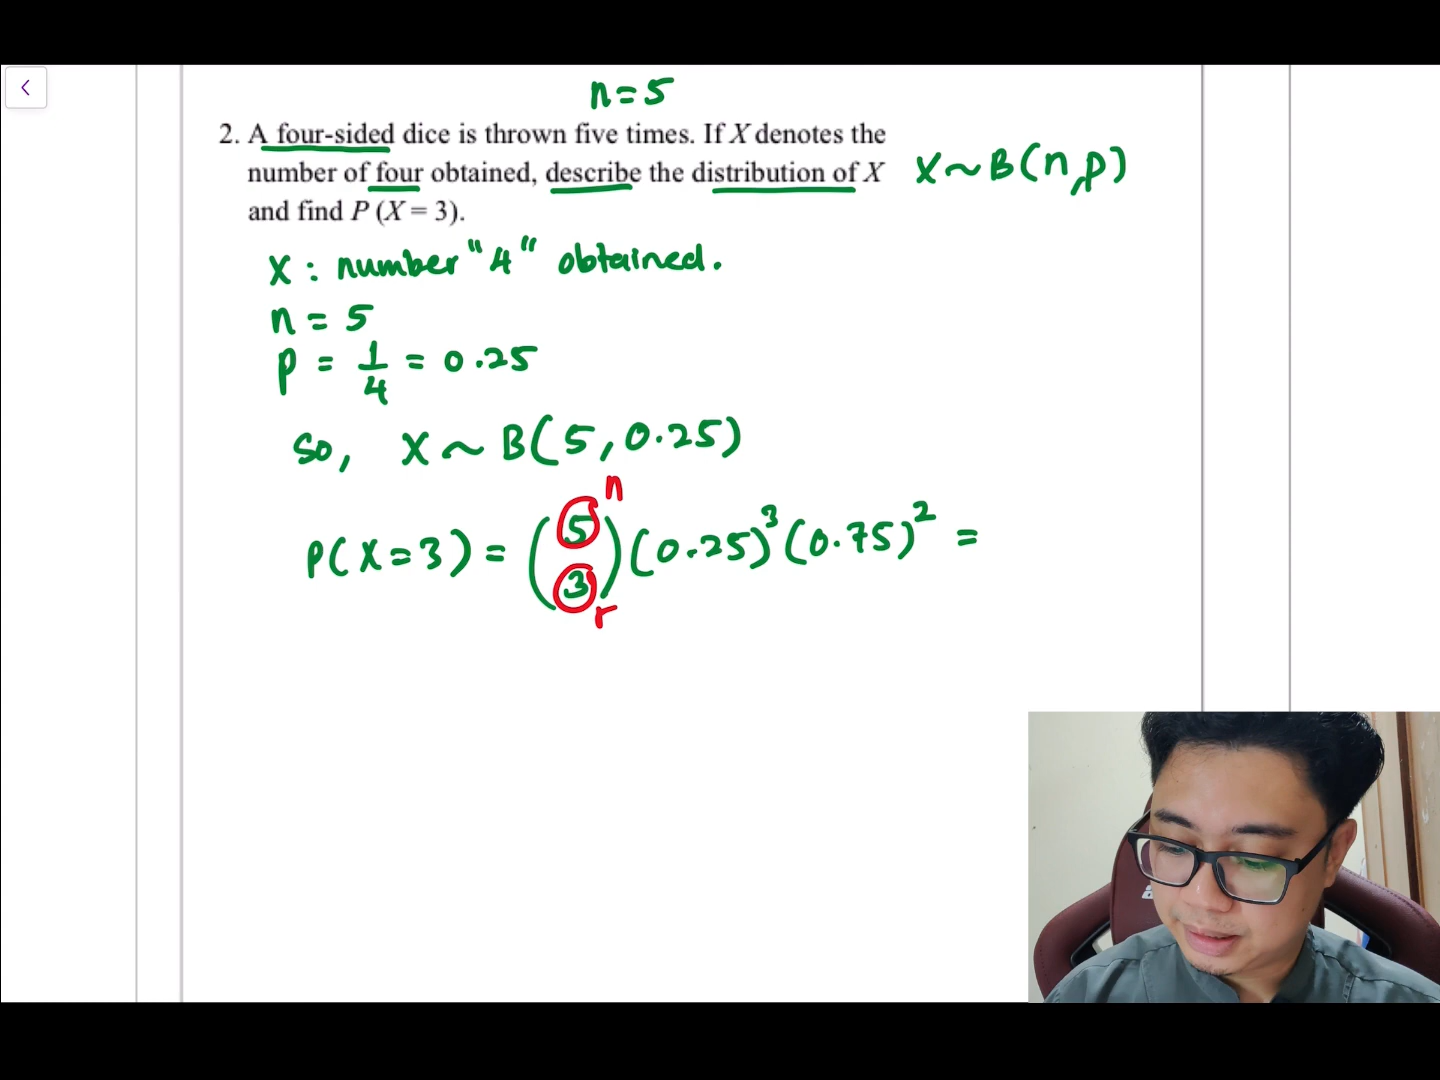 n = 5
2. A four-sided dice is thrown five times. If X denotes the
number of four obtained, describe the distribution of X
and find P (X = 3).
X ~ B(n, p)
X : number "4" obtained.
n = 5
p = 1/4 = 0.25
So, X ~ B(5, 0.25)
n
P(X = 3) = (5 3) (0.25)³ (0.75)² =
r